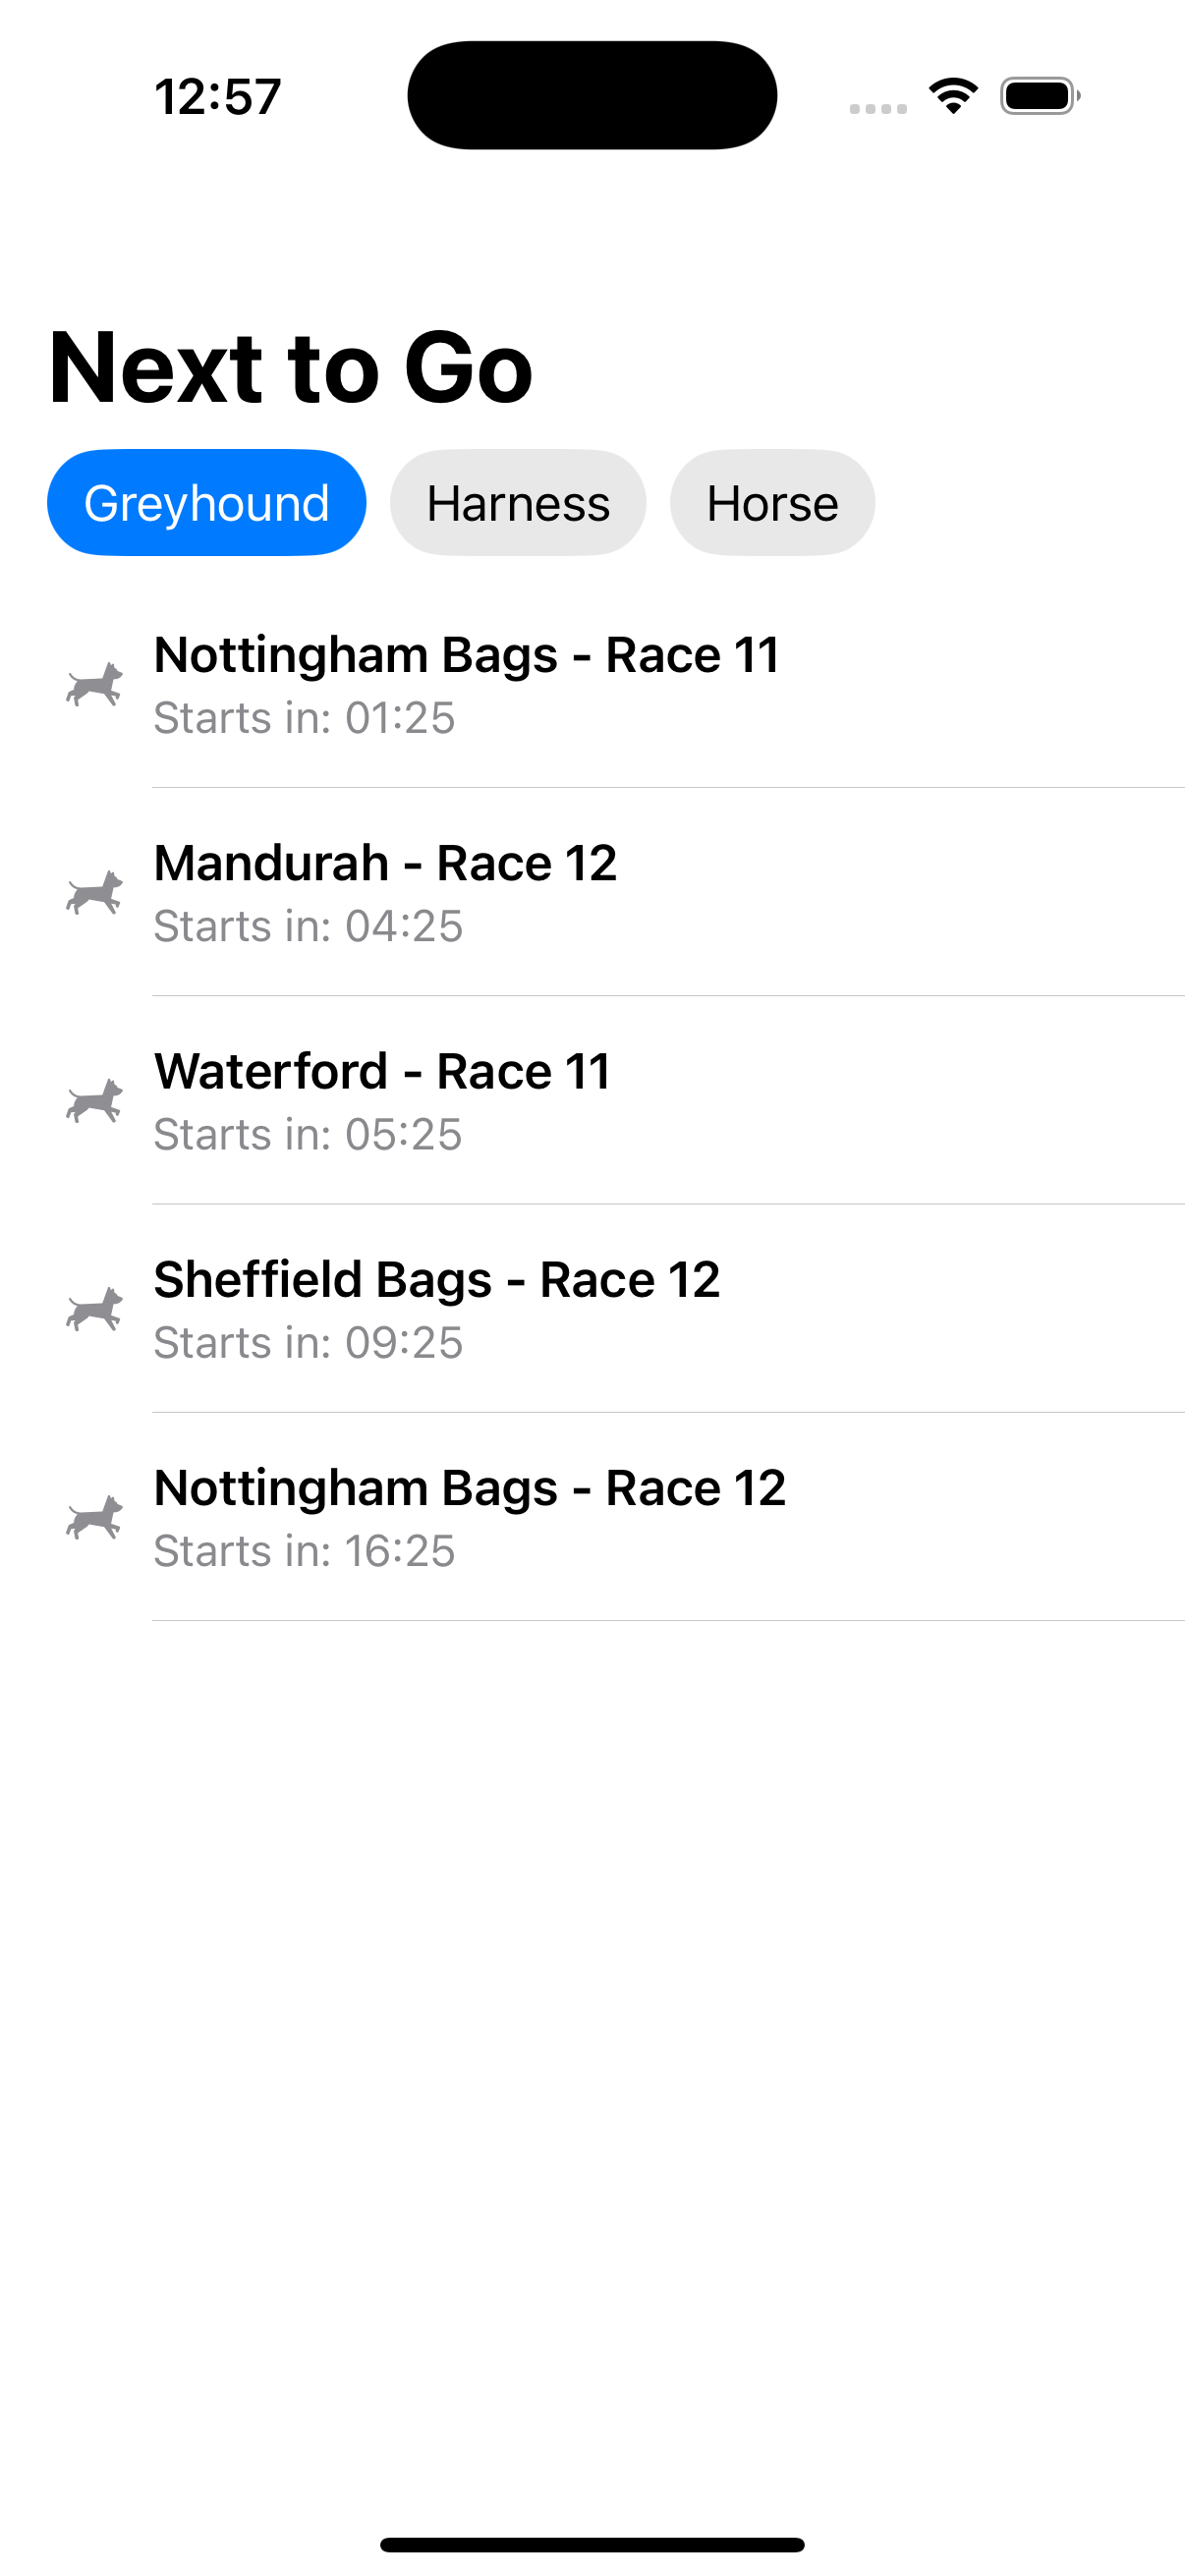 12:57
Next to Go
Greyhound Harness Horse
Nottingham Bags - Race 11
Starts in: 01:25
Mandurah - Race 12
Starts in: 04:25
Waterford - Race 11
Starts in: 05:25
Sheffield Bags - Race 12
Starts in: 09:25
Nottingham Bags - Race 12
Starts in: 16:25